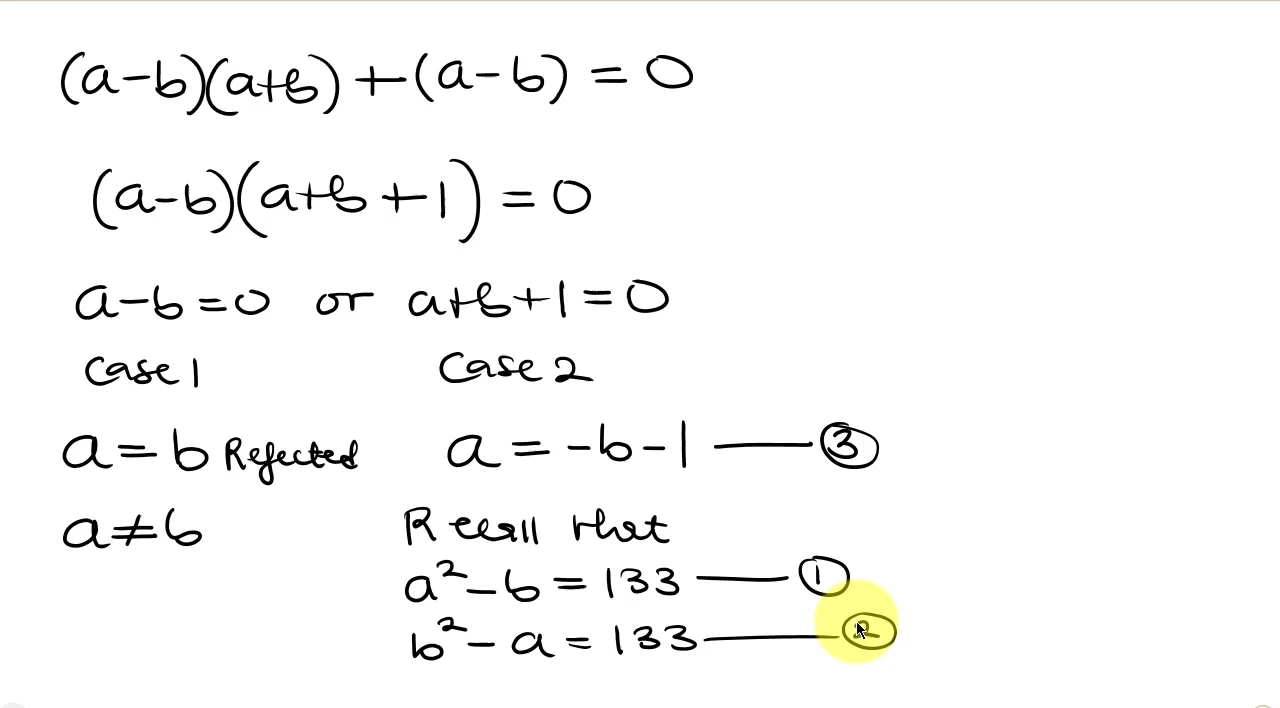 (a-b)(a+b)+(a-b) = 0
(a-b)(a+b+1) = 0
a-b=0 or a+b+1=0
Case 1 Case 2
a=b Rejected a = -b-1 —— ③
a≠b Recall that
a²-b = 133 —— ①
b²-a = 133 —— ②